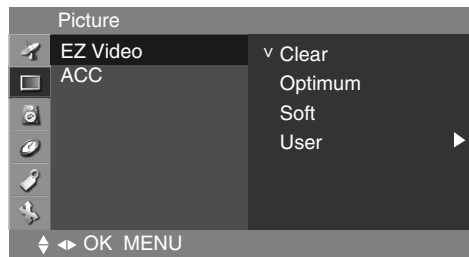 Picture
EZ Video
ACC
v Clear
Optimum
Soft
User
OK MENU